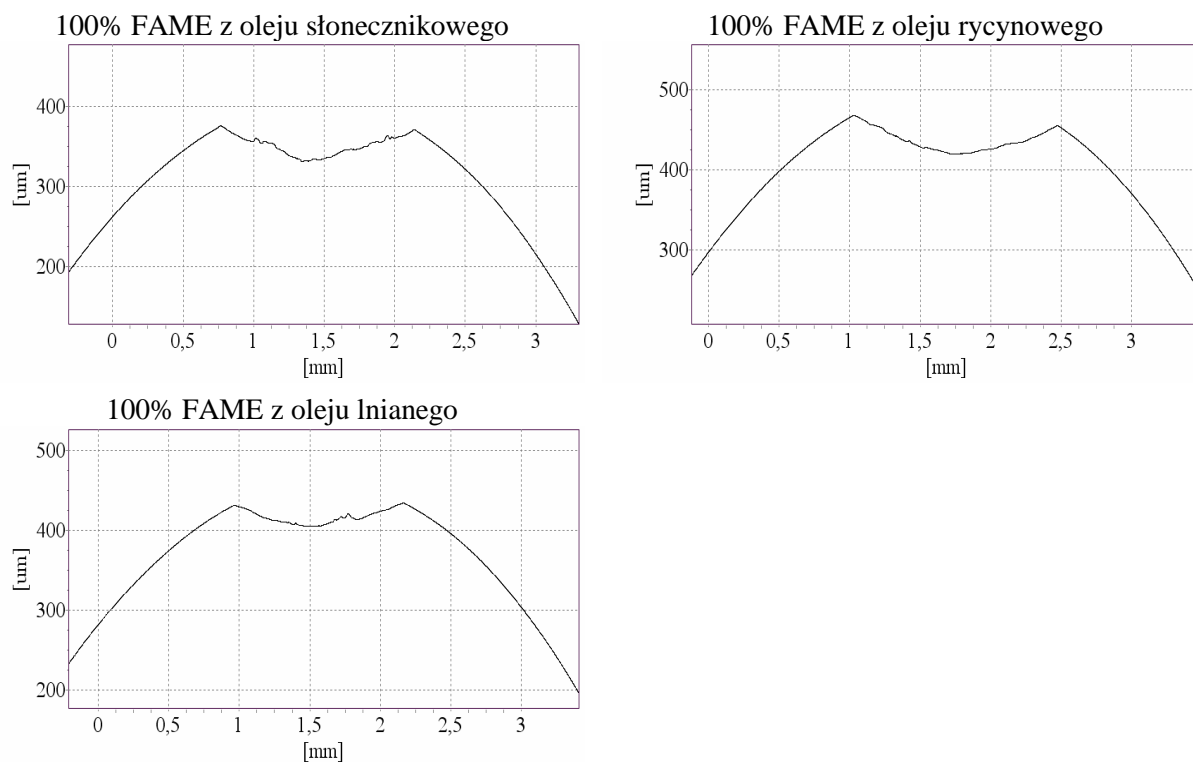 100% FAME z oleju słonecznikowego
400
300
200
[um]
0 0,5 1 1,5 2 2,5 3
[mm]
100% FAME z oleju rycynowego
500
400
300
[um]
0 0,5 1 1,5 2 2,5 3
[mm]
100% FAME z oleju lnianego
500
400
300
200
[um]
0 0,5 1 1,5 2 2,5 3
[mm]